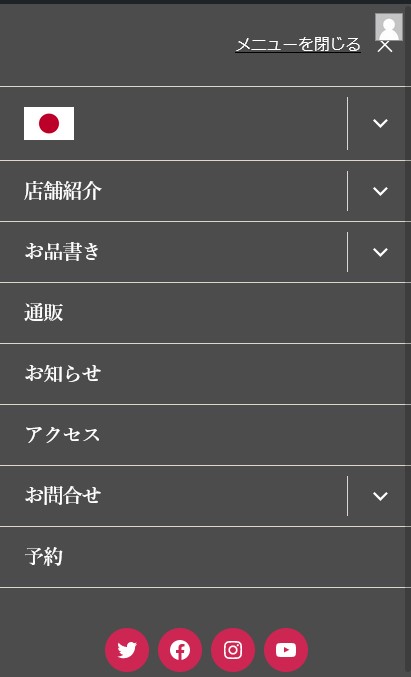 メニューを閉じる
店舗紹介
お品書き
通販
お知らせ
アクセス
お問合せ
予約